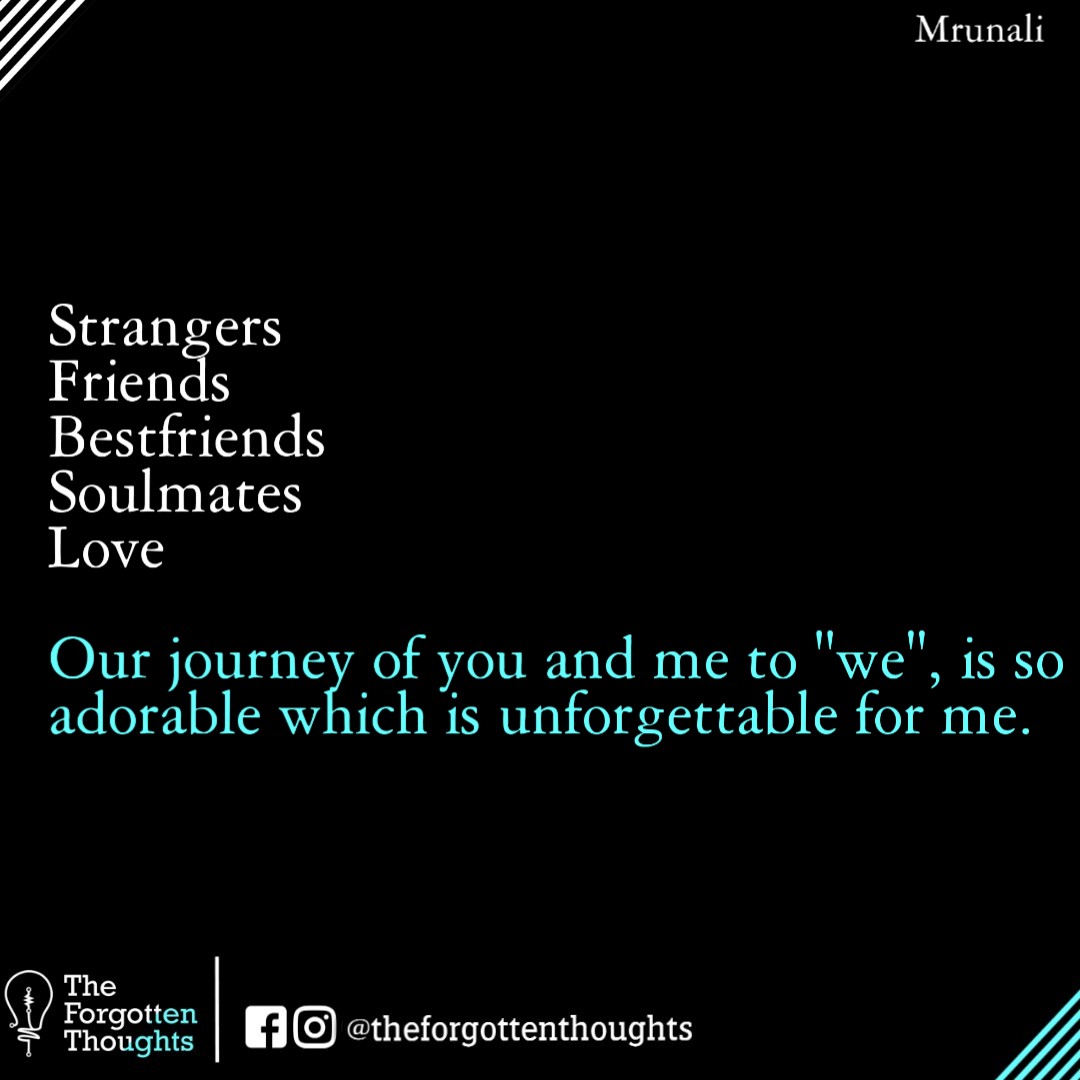 Mrunali
Strangers
Friends
Bestfriends
Soulmates
Love
Our journey of you and me to "we", is so
adorable which is unforgettable for me.
The
Forgotten
Thoughts
@theforgottenthoughts